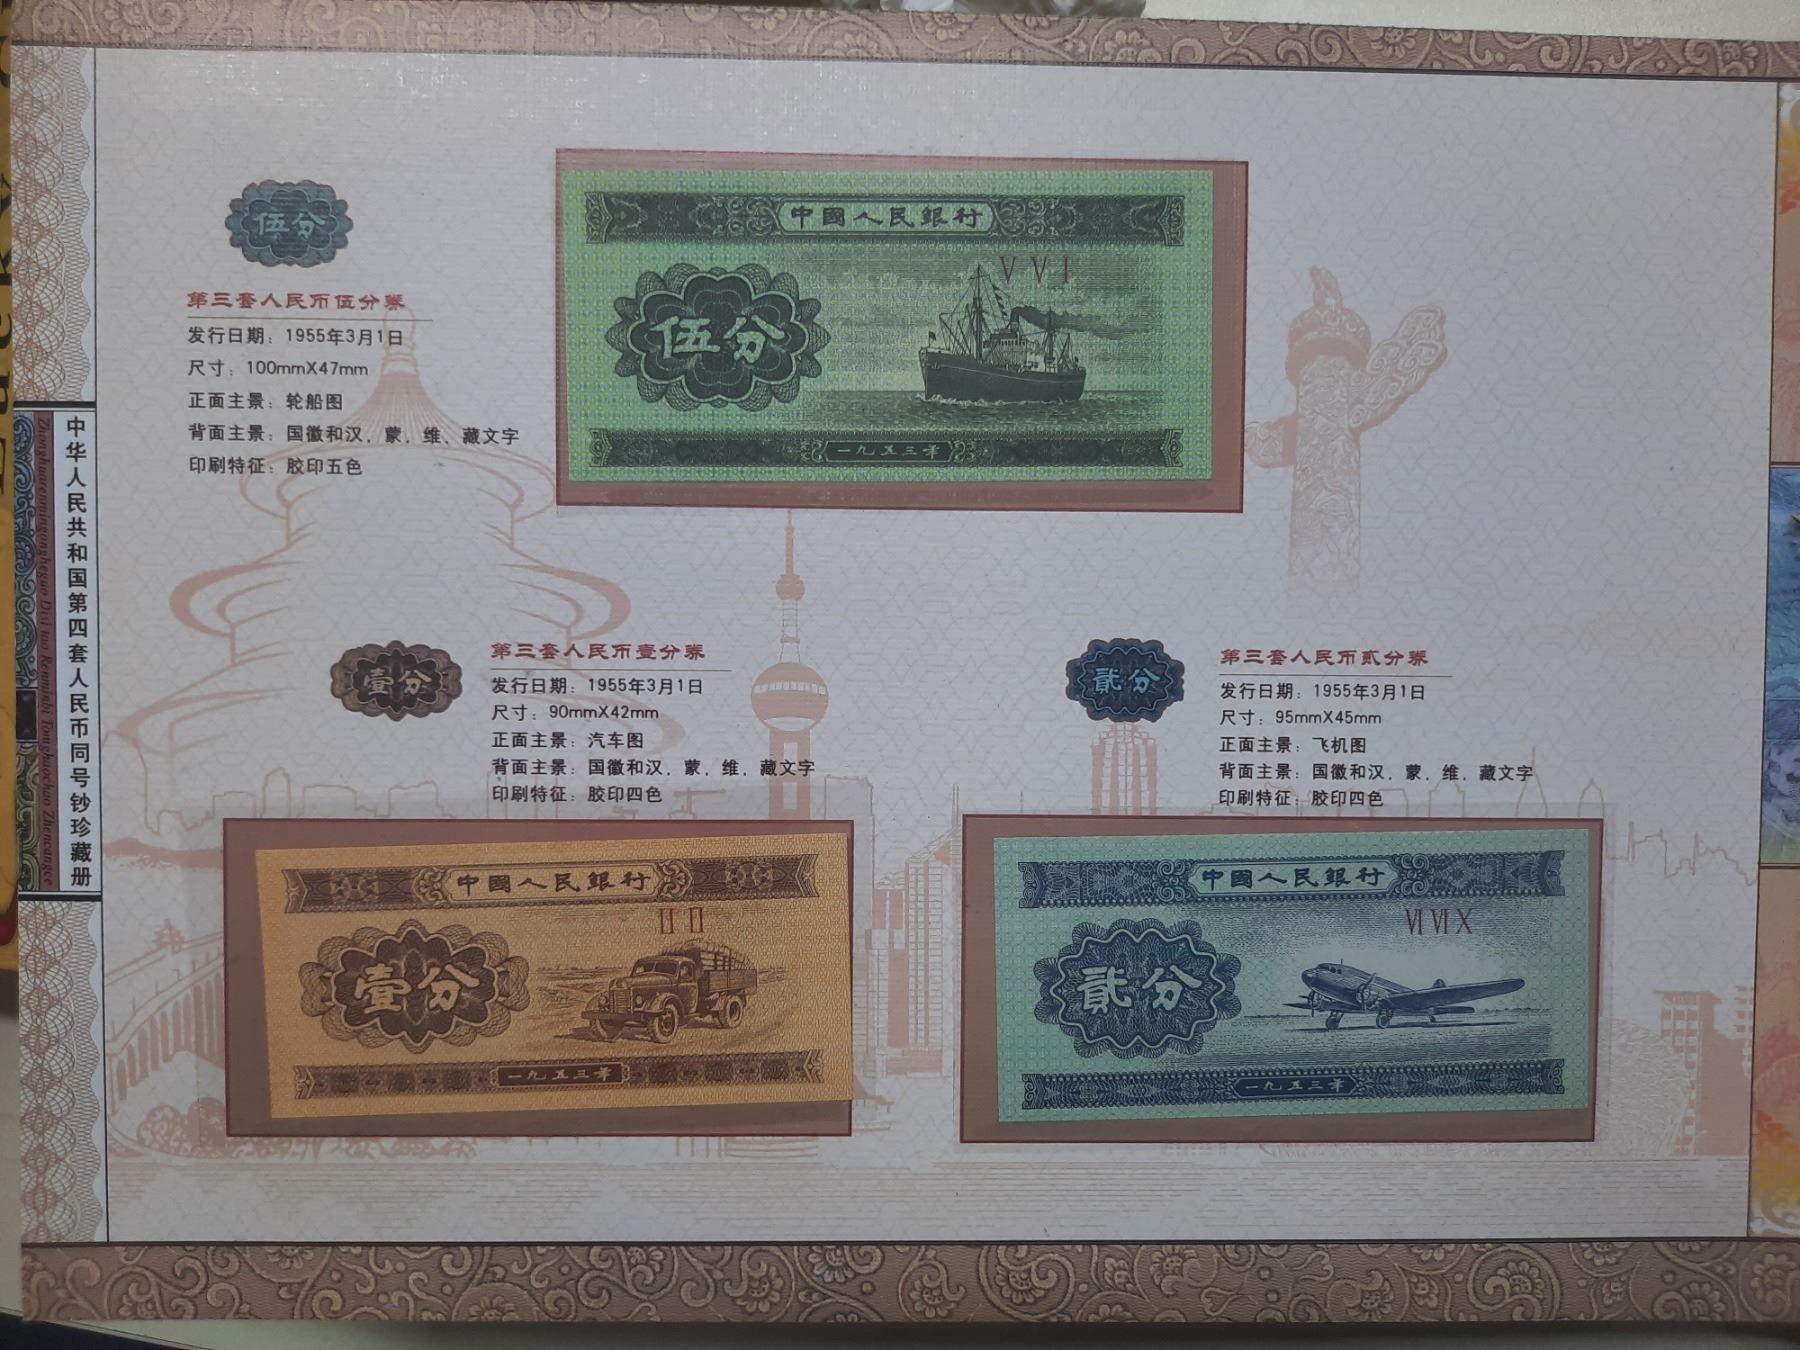 伍分
第三套人民币伍分券
发行日期：1955年3月1日
尺寸：100mmX47mm
正面主景：轮船图
背面主景：国徽和汉、蒙、维、藏文字
印刷特征：胶印五色
中國人民銀行
VVI
伍分
一九五三年
中华人民共和国第四套人民币同号钞珍藏册
壹分
第三套人民币壹分券
发行日期：1955年3月1日
尺寸：90mmX42mm
正面主景：汽车图
背面主景：国徽和汉、蒙、维、藏文字
印刷特征：胶印四色
中國人民銀行
II II
壹分
一九五三年
貳分
第三套人民币贰分券
发行日期：1955年3月1日
尺寸：95mmX45mm
正面主景：飞机图
背面主景：国徽和汉、蒙、维、藏文字
印刷特征：胶印四色
中國人民銀行
VI VI X
貳分
一九五三年